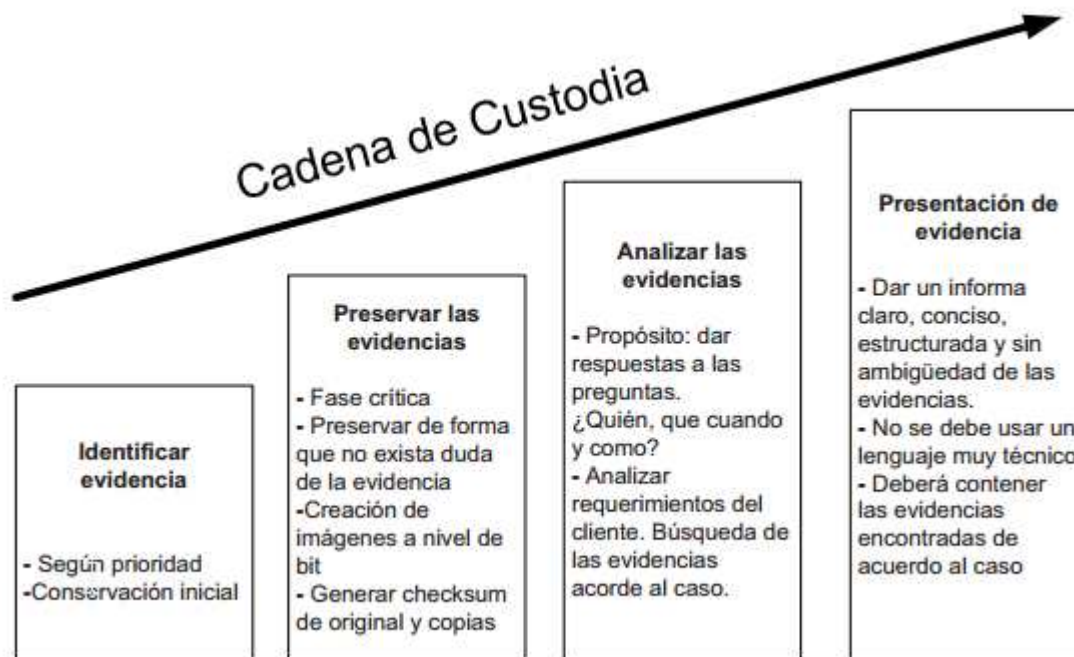 Cadena de Custodia
Identificar
evidencia
- Según prioridad
-Conservación inicial
Preservar las
evidencias
- Fase crítica
- Preservar de forma
que no exista duda
de la evidencia
-Creación de
imágenes a nivel de
bit
- Generar checksum
de original y copias
Analizar las
evidencias
- Propósito: dar
respuestas a las
preguntas.
¿Quién, que cuando
y como?
- Analizar
requerimientos del
cliente. Búsqueda de
las evidencias
acorde al caso.
Presentación de
evidencia
- Dar un informa
claro, conciso,
estructurada y sin
ambigüedad de las
evidencias.
- No se debe usar un
lenguaje muy técnico
- Deberá contener
las evidencias
encontradas de
acuerdo al caso